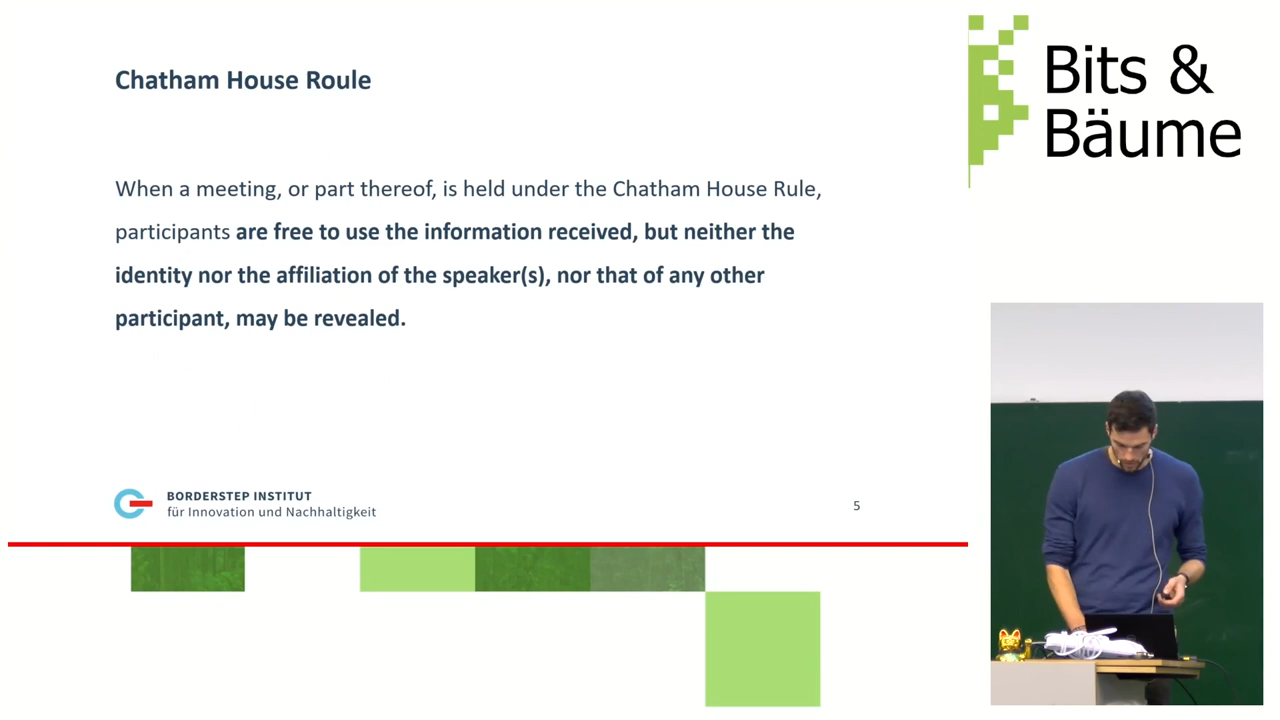 Chatham House Roule
When a meeting, or part thereof, is held under the Chatham House Rule,
participants are free to use the information received, but neither the
identity nor the affiliation of the speaker(s), nor that of any other
participant, may be revealed.
BORDERSTEP INSTITUT
für Innovation und Nachhaltigkeit
5
Bits &
Bäume